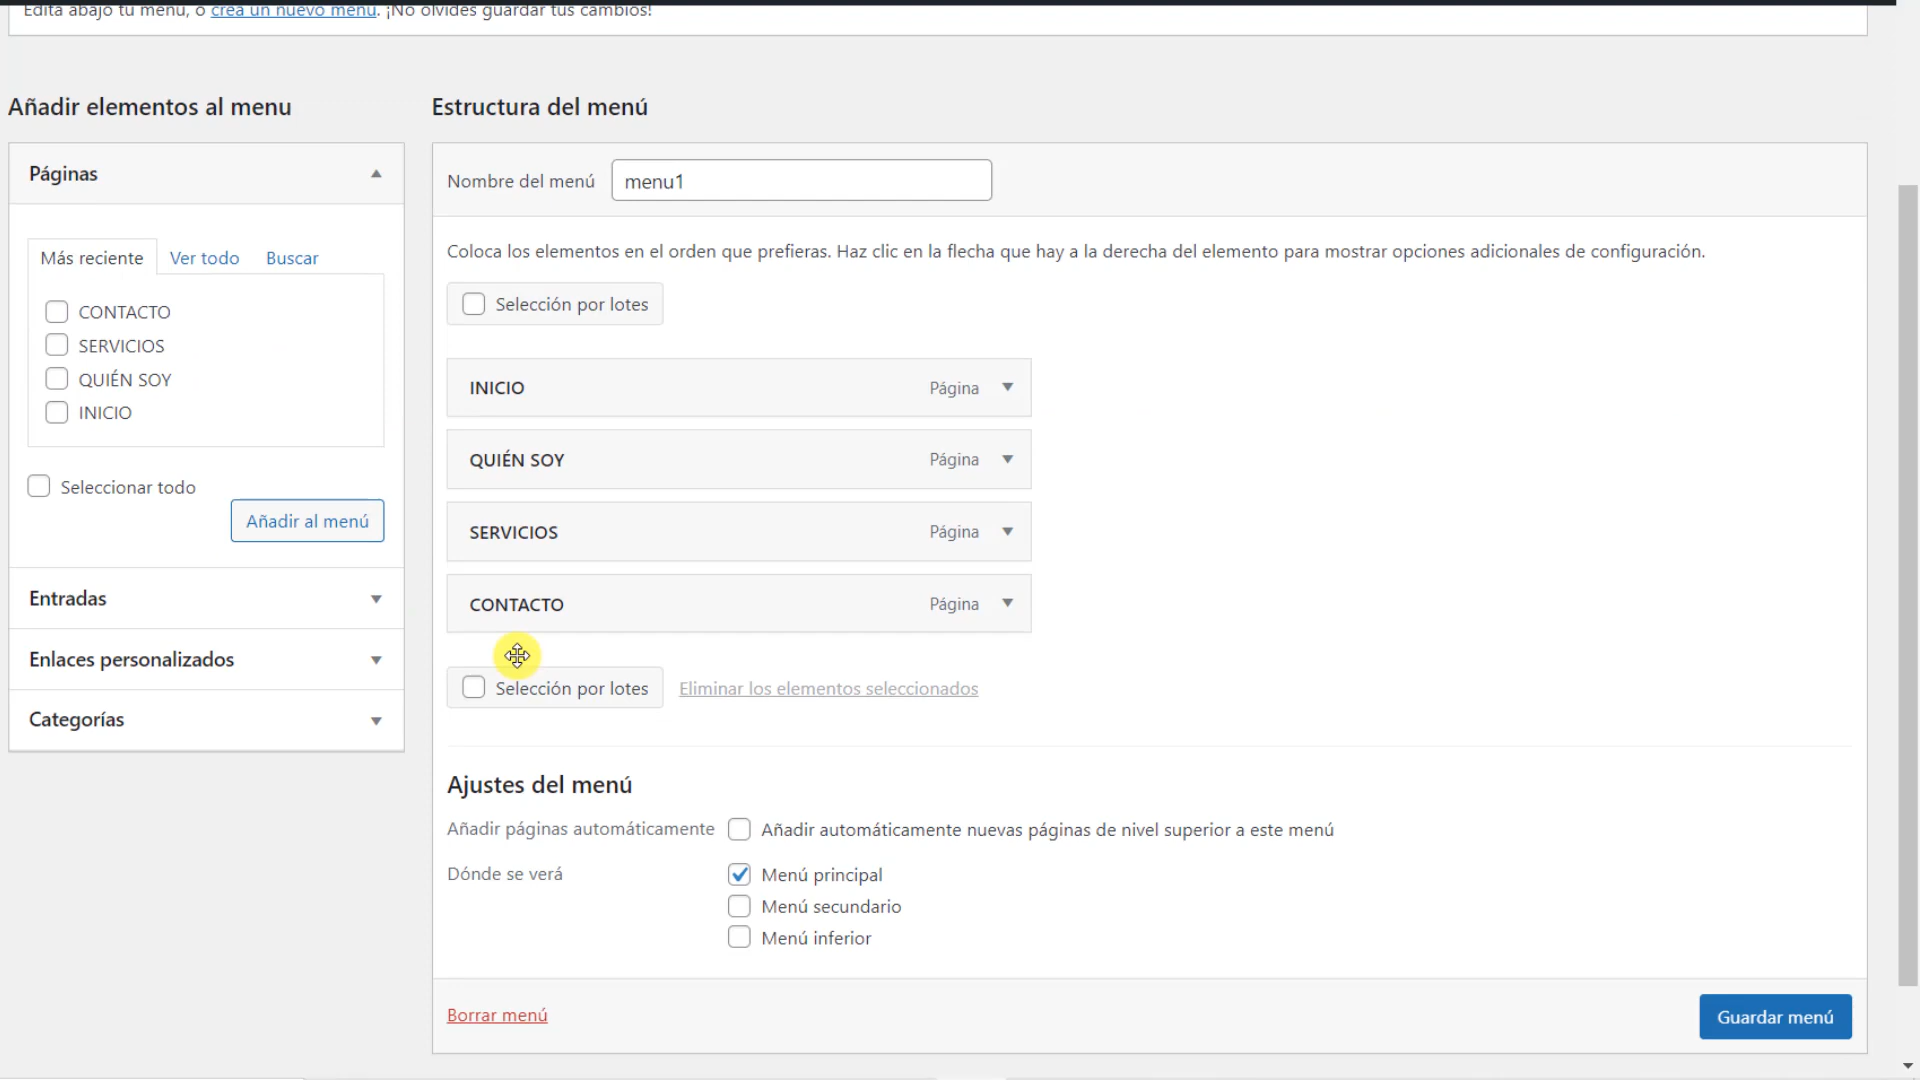 Edita abajo tu menú, o crea un nuevo menú. ¡No olvides guardar tus cambios!
Añadir elementos al menu
Páginas
Más reciente Ver todo Buscar
CONTACTO
SERVICIOS
QUIÉN SOY
INICIO
Seleccionar todo
Añadir al menú
Entradas
Enlaces personalizados
Categorías
Estructura del menú
Nombre del menú menu1
Coloca los elementos en el orden que prefieras. Haz clic en la flecha que hay a la derecha del elemento para mostrar opciones adicionales de configuración.
Selección por lotes
INICIO Página
QUIÉN SOY Página
SERVICIOS Página
CONTACTO Página
Selección por lotes Eliminar los elementos seleccionados
Ajustes del menú
Añadir páginas automáticamente Añadir automáticamente nuevas páginas de nivel superior a este menú
Dónde se verá Menú principal
Menú secundario
Menú inferior
Borrar menú Guardar menú